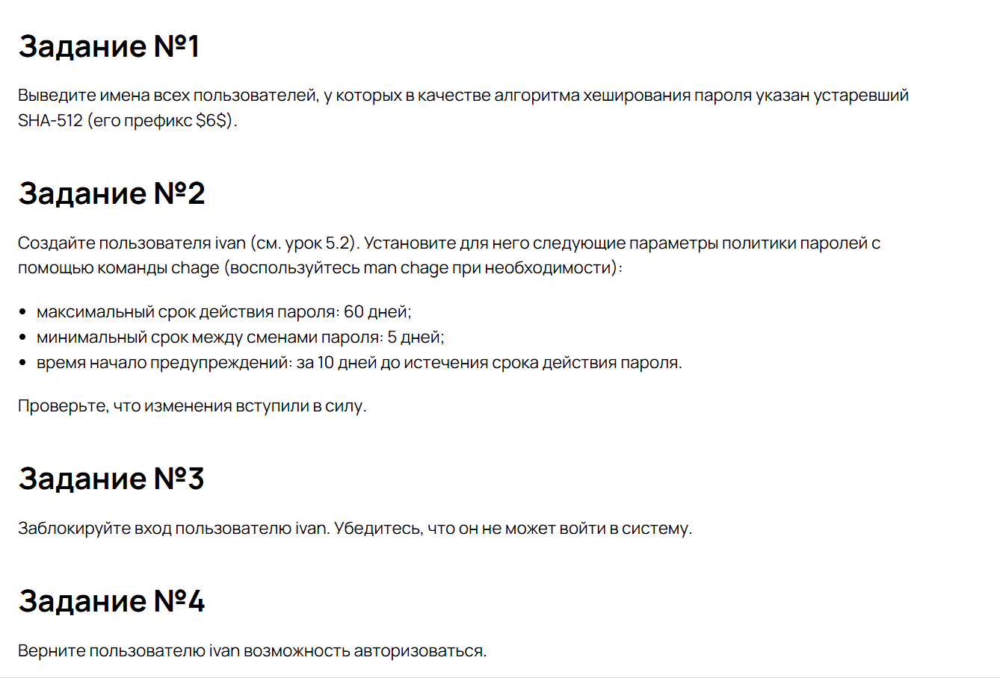 Задание №1
Выведите имена всех пользователей, у которых в качестве алгоритма хеширования пароля указан устаревший
SHA-512 (его префикс $6$).
Задание №2
Создайте пользователя ivan (см. урок 5.2). Установите для него следующие параметры политики паролей с
помощью команды chage (воспользуйтесь man chage при необходимости):
• максимальный срок действия пароля: 60 дней;
• минимальный срок между сменами пароля: 5 дней;
• время начало предупреждений: за 10 дней до истечения срока действия пароля.
Проверьте, что изменения вступили в силу.
Задание №3
Заблокируйте вход пользователю ivan. Убедитесь, что он не может войти в систему.
Задание №4
Верните пользователю ivan возможность авторизоваться.